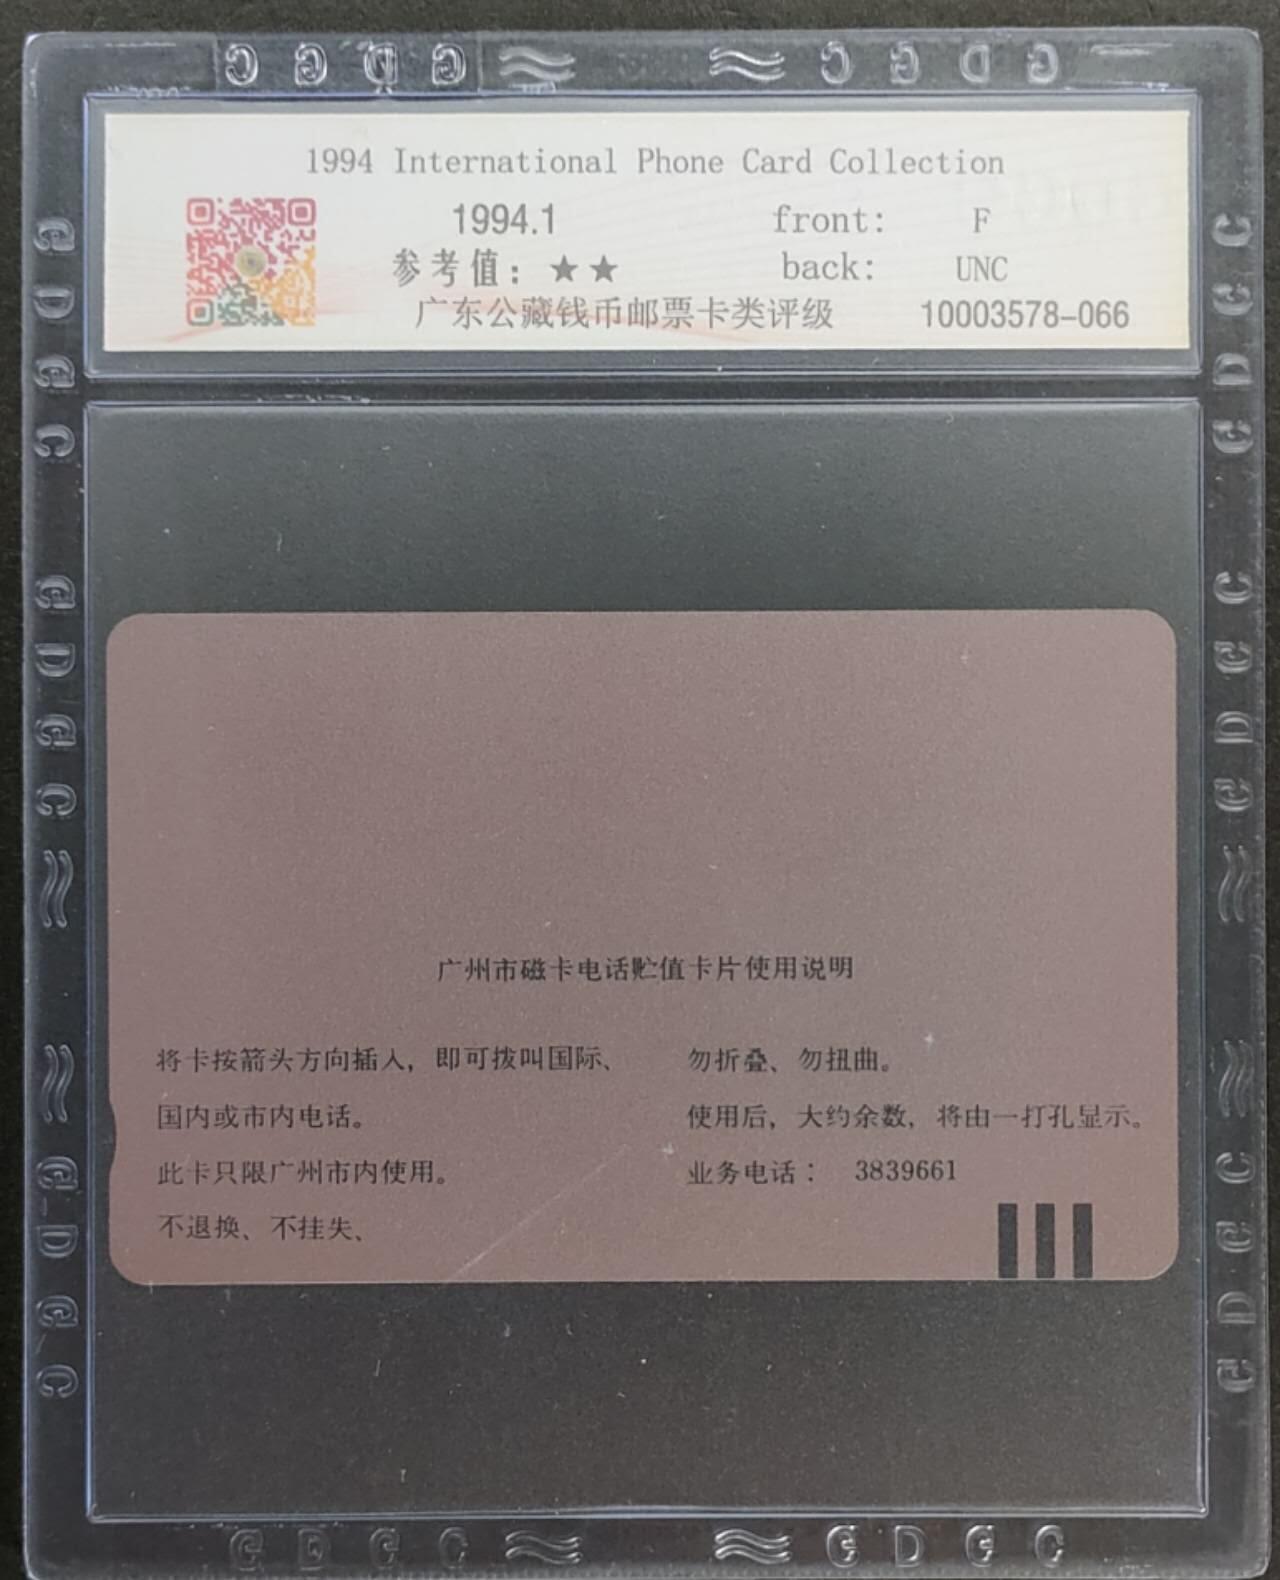 C G D G C G D G
1994 International Phone Card Collection
1994.1 front: F
参考值：★★ back: UNC
广东公藏钱币邮票卡类评级 10003578-066
广州市磁卡电话贮值卡片使用说明
将卡按箭头方向插入，即可拨叫国际、
国内或市内电话。
此卡只限广州市内使用。
不退换、不挂失、
勿折叠、勿扭曲。
使用后，大约余数，将由一打孔显示。
业务电话： 3839661
G D G C G D G C